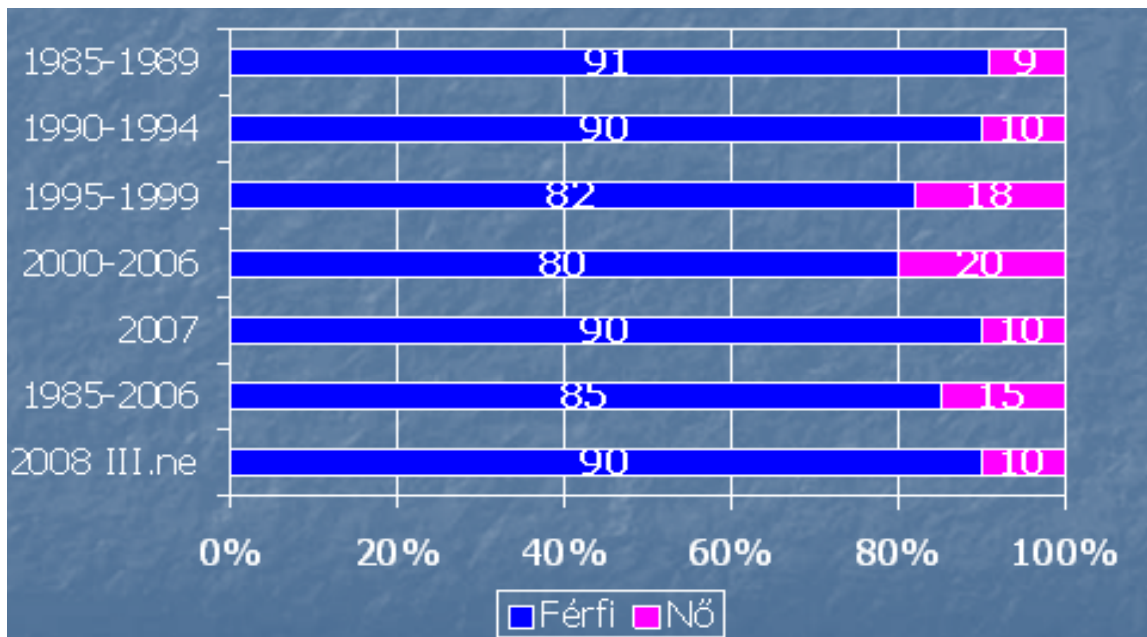 1985-1989 91 9
1990-1994 90 10
1995-1999 82 18
2000-2006 80 20
2007 90 10
1985-2006 85 15
2008 III.ne 90 10
0% 20% 40% 60% 80% 100%
Férfi Nő